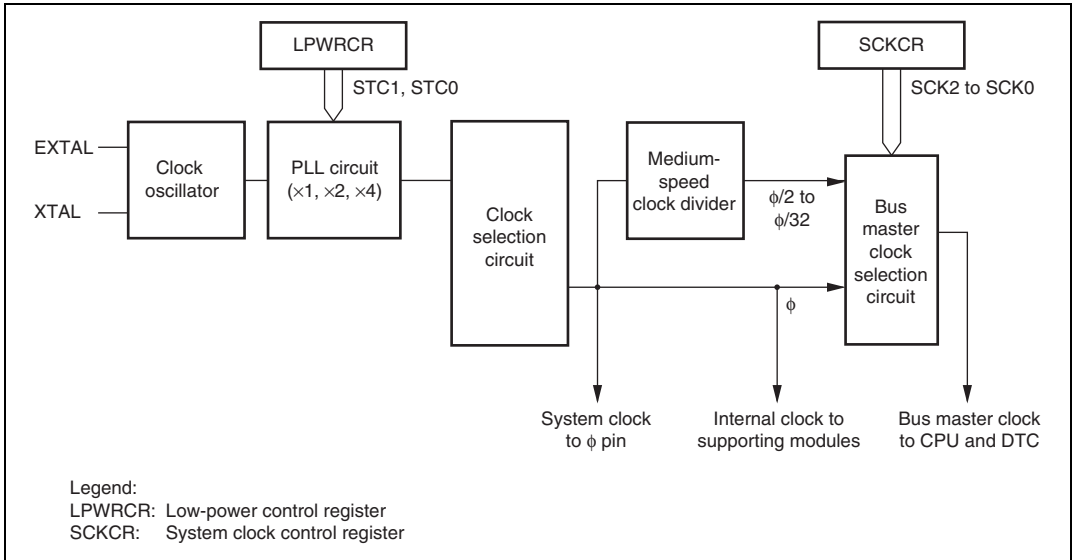 LPWRCR
SCKCR
STC1, STC0
SCK2 to SCK0
EXTAL
XTAL
Clock
oscillator
PLL circuit
(×1, ×2, ×4)
Clock
selection
circuit
Medium-
speed
clock divider
ϕ/2 to
ϕ/32
Bus
master
clock
selection
circuit
ϕ
System clock
to ϕ pin
Internal clock to
supporting modules
Bus master clock
to CPU and DTC
Legend:
LPWRCR: Low-power control register
SCKCR: System clock control register